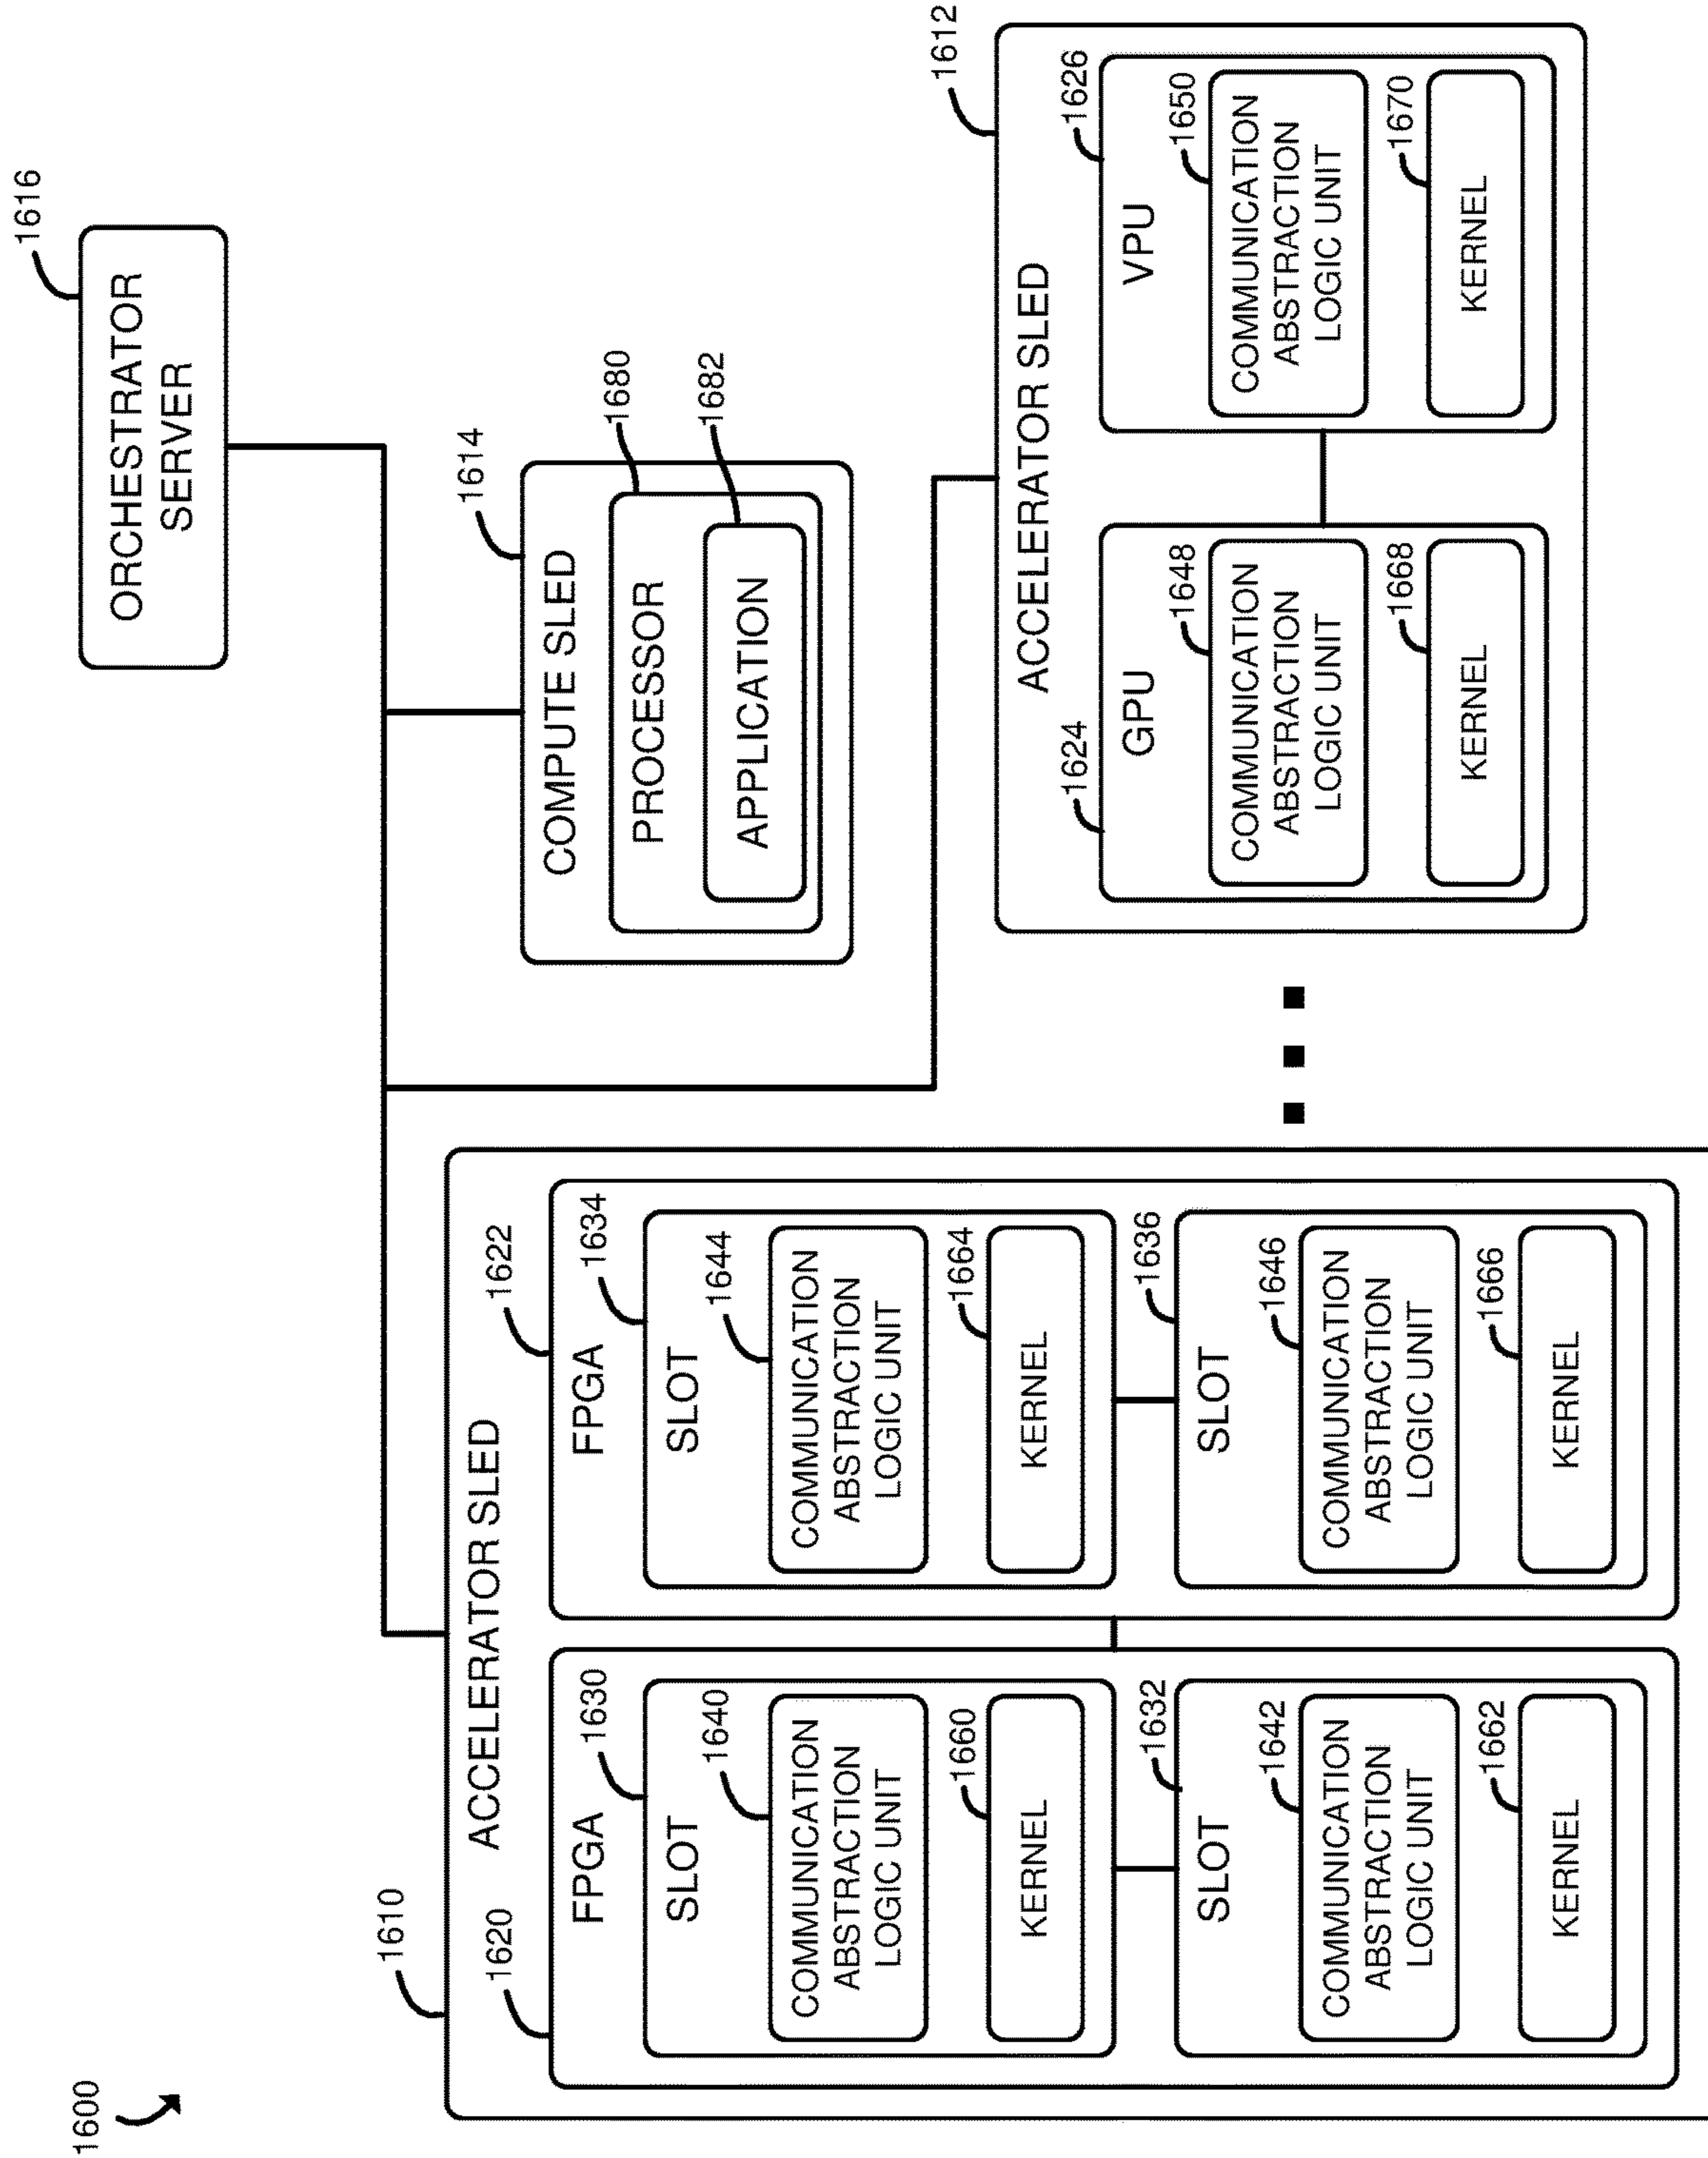 1600
1616
ORCHESTRATOR
SERVER
1610
ACCELERATOR SLED
1620
FPGA
1630
SLOT
1640
COMMUNICATION
ABSTRACTION
LOGIC UNIT
1660
KERNEL
1632
SLOT
1642
COMMUNICATION
ABSTRACTION
LOGIC UNIT
1662
KERNEL
1622
FPGA
1634
SLOT
1644
COMMUNICATION
ABSTRACTION
LOGIC UNIT
1664
KERNEL
1636
SLOT
1646
COMMUNICATION
ABSTRACTION
LOGIC UNIT
1666
KERNEL
1614
COMPUTE SLED
1680
PROCESSOR
1682
APPLICATION
1612
ACCELERATOR SLED
1624
GPU
1648
COMMUNICATION
ABSTRACTION
LOGIC UNIT
1668
KERNEL
1626
VPU
1650
COMMUNICATION
ABSTRACTION
LOGIC UNIT
1670
KERNEL